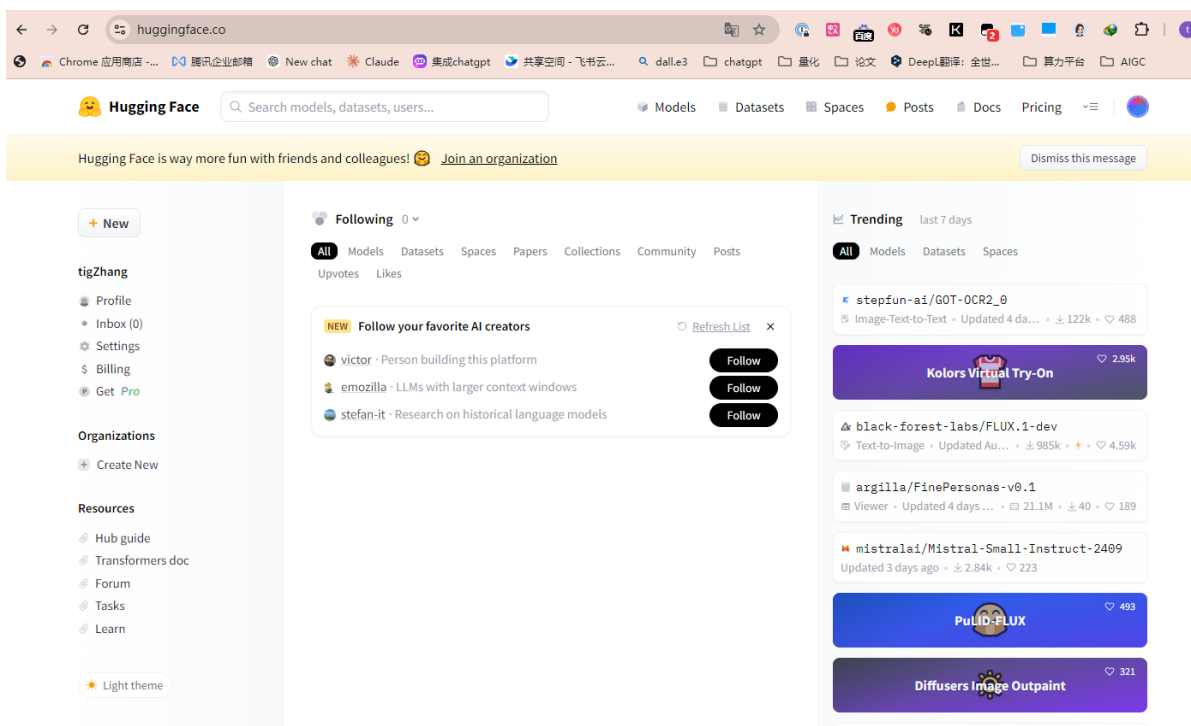 huggingface.co
百度
2
Chrome 应用商店 -...
腾讯企业邮箱
New chat
Claude
集成chatgpt
共享空间 - 飞书云...
dall.e3
chatgpt
量化
论文
DeepL翻译：全世...
算力平台
AIGC
Hugging Face
Search models, datasets, users...
Models
Datasets
Spaces
Posts
Docs
Pricing
Hugging Face is way more fun with friends and colleagues! Join an organization
Dismiss this message
+ New
tigZhang
Profile
Inbox (0)
Settings
$ Billing
Get Pro
Organizations
+ Create New
Resources
Hub guide
Transformers doc
Forum
Tasks
Learn
Light theme
Following 0
All Models Datasets Spaces Papers Collections Community Posts
Upvotes Likes
NEW Follow your favorite AI creators
Refresh List
victor · Person building this platform
Follow
emozilla · LLMs with larger context windows
Follow
stefan-it · Research on historical language models
Follow
Trending last 7 days
All Models Datasets Spaces
stepfun-ai/GOT-OCR2_0
Image-Text-to-Text • Updated 4 da... • 122k • 488
2.95k
Kolors Virtual Try-On
black-forest-labs/FLUX.1-dev
Text-to-Image • Updated Au... • 985k • • 4.59k
argilla/FinePersonas-v0.1
Viewer • Updated 4 days ... • 21.1M • 40 • 189
mistralai/Mistral-Small-Instruct-2409
Updated 3 days ago • 2.84k • 223
493
PuLID-FLUX
321
Diffusers Image Outpaint